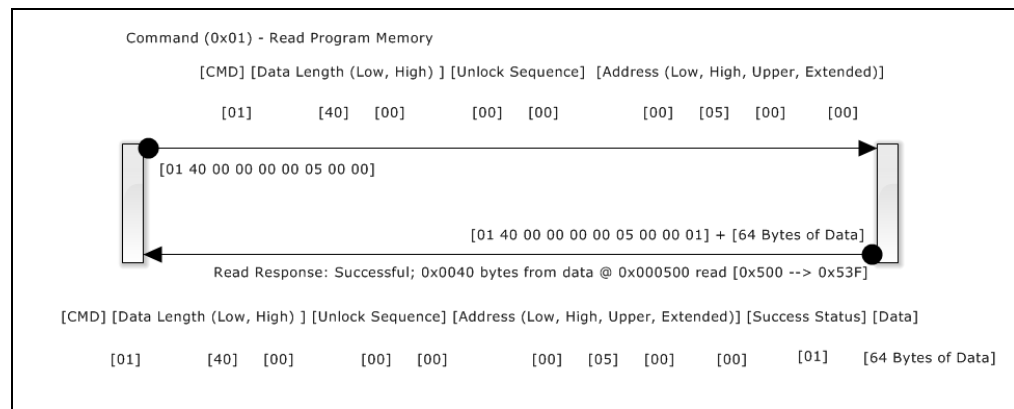 Command (0x01) - Read Program Memory
[CMD] [Data Length (Low, High) ] [Unlock Sequence] [Address (Low, High, Upper, Extended)]
[01] [40] [00] [00] [00] [00] [05] [00] [00]
[01 40 00 00 00 00 05 00 00]
[01 40 00 00 00 00 05 00 00 01] + [64 Bytes of Data]
Read Response: Successful; 0x0040 bytes from data @ 0x000500 read [0x500 --> 0x53F]
[CMD] [Data Length (Low, High) ] [Unlock Sequence] [Address (Low, High, Upper, Extended)] [Success Status] [Data]
[01] [40] [00] [00] [00] [00] [05] [00] [00] [01] [64 Bytes of Data]